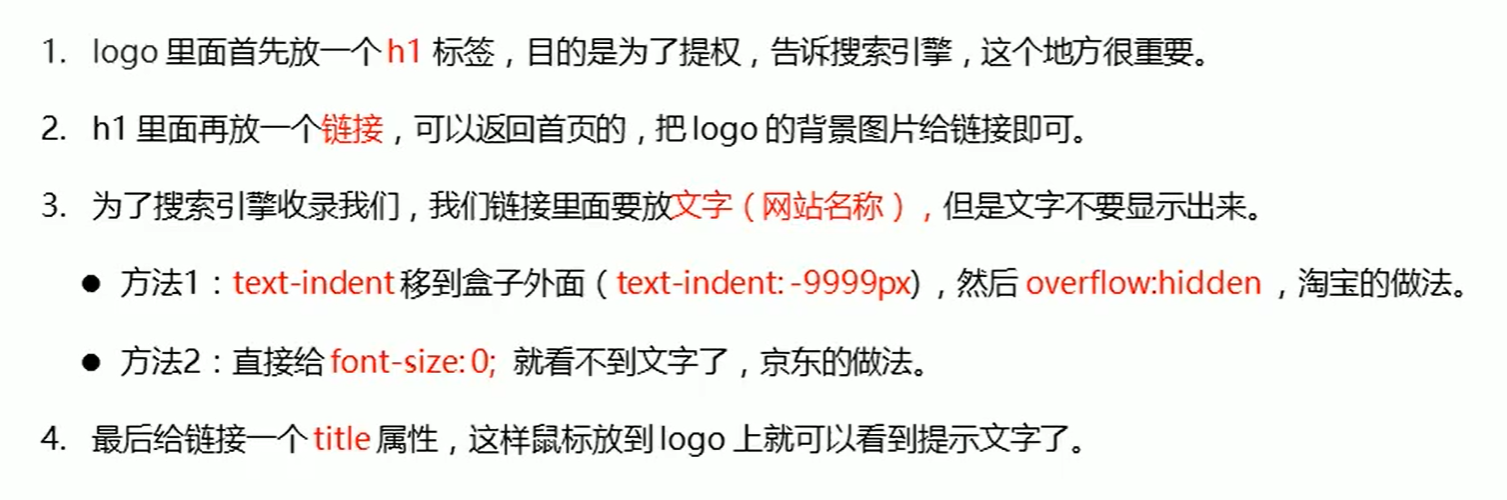 1. logo 里面首先放一个 h1 标签，目的是为了提权，告诉搜索引擎，这个地方很重要。
2. h1 里面再放一个链接，可以返回首页的，把 logo 的背景图片给链接即可。
3. 为了搜索引擎收录我们，我们链接里面要放文字（网站名称），但是文字不要显示出来。
● 方法1：text-indent 移到盒子外面（text-indent: -9999px），然后 overflow:hidden ，淘宝的做法。
● 方法2：直接给 font-size: 0; 就看不到文字了，京东的做法。
4. 最后给链接一个 title 属性，这样鼠标放到 logo 上就可以看到提示文字了。